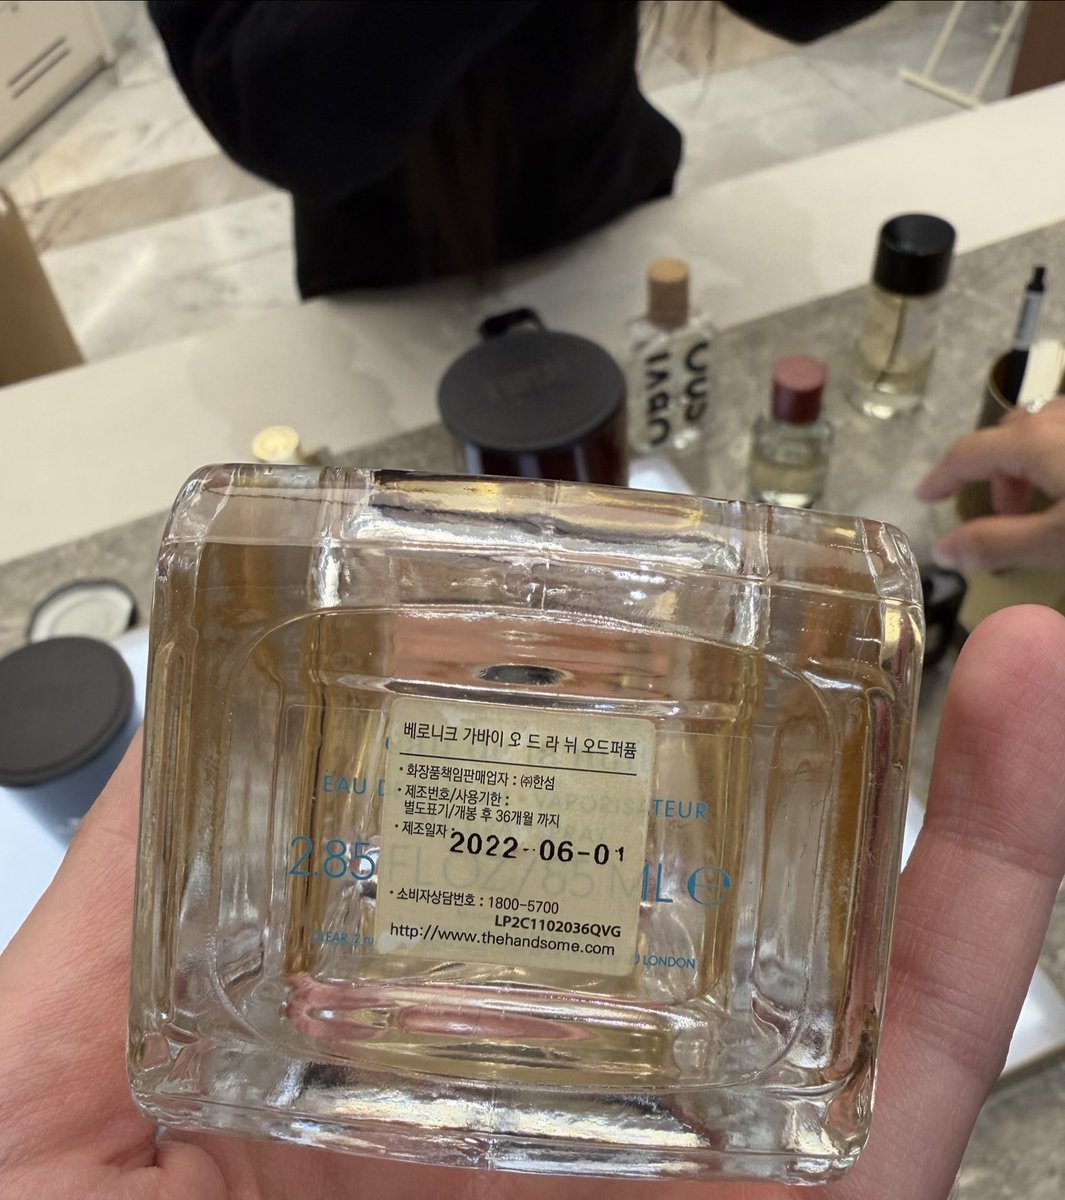 베로니크 가바이 오 드 라 뉘 오드퍼퓸
• 화장품책임판매업자 : ㈜한섬
• 제조번호/사용기한 :
별도표기/개봉 후 36개월 까지
• 제조일자 :
2022-06-01
• 소비자상담번호 : 1800-5700
LP2C1102036QVG
http://www.thehandsome.com
EAU D
VAPORISATEUR
2.85 FL OZ / 85 ML e
LONDON